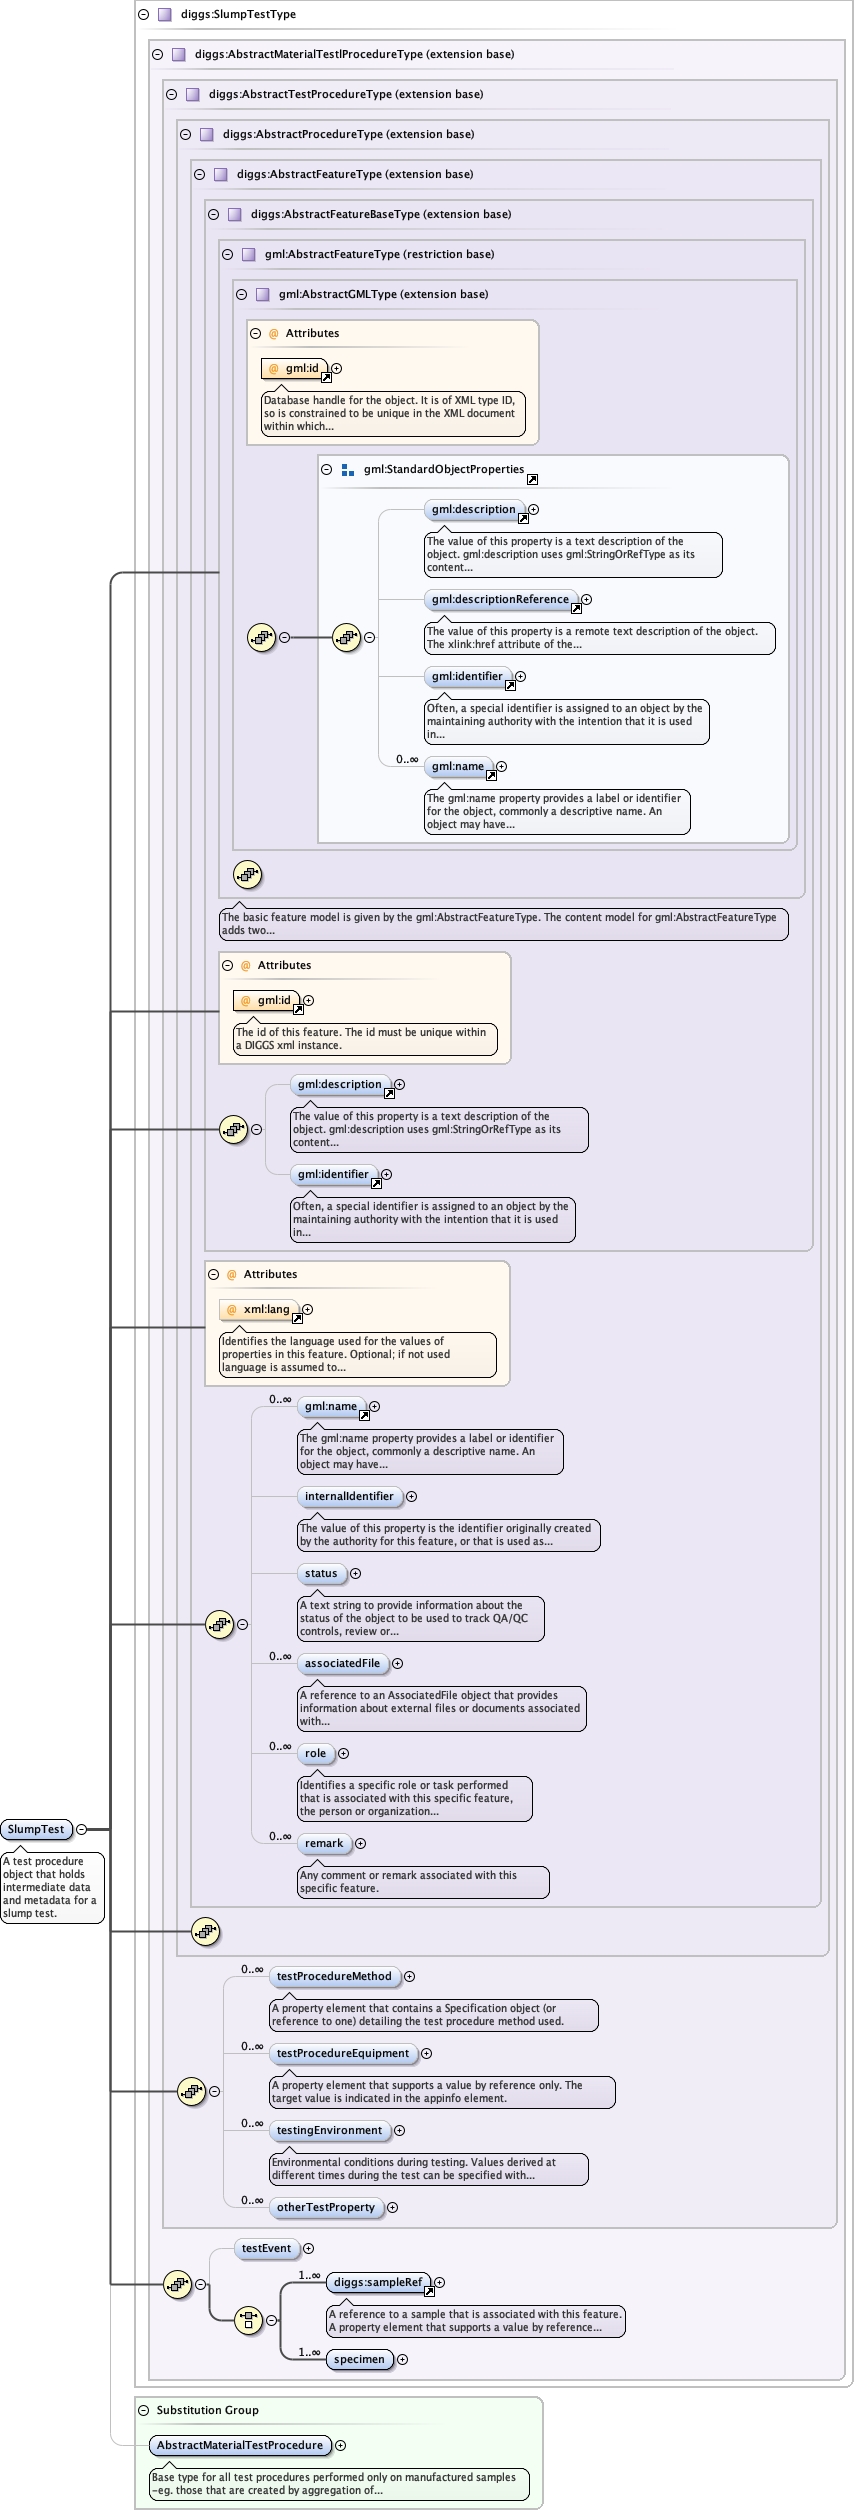 diggs:SlumpTestType
diggs:AbstractMaterialTestlProcedureType (extension base)
diggs:AbstractTestProcedureType (extension base)
diggs:AbstractProcedureType (extension base)
diggs:AbstractFeatureType (extension base)
diggs:AbstractFeatureBaseType (extension base)
gml:AbstractFeatureType (restriction base)
gml:AbstractGMLType (extension base)
@ Attributes
@ gml:id
Database handle for the object. It is of XML type ID,
so is constrained to be unique in the XML document
within which...
gml:StandardObjectProperties
gml:description
The value of this property is a text description of the
object. gml:description uses gml:StringOrRefType as its
content...
gml:descriptionReference
The value of this property is a remote text description of the object.
The xlink:href attribute of the...
gml:identifier
Often, a special identifier is assigned to an object by the
maintaining authority with the intention that it is used
in...
0..∞
gml:name
The gml:name property provides a label or identifier
for the object, commonly a descriptive name. An
object may have...
The basic feature model is given by the gml:AbstractFeatureType. The content model for gml:AbstractFeatureType
adds two...
@ Attributes
@ gml:id
The id of this feature. The id must be unique within
a DIGGS xml instance.
gml:description
The value of this property is a text description of the
object. gml:description uses gml:StringOrRefType as its
content...
gml:identifier
Often, a special identifier is assigned to an object by the
maintaining authority with the intention that it is used
in...
@ Attributes
@ xml:lang
Identifies the language used for the values of
properties in this feature. Optional; if not used
language is assumed to...
0..∞
gml:name
The gml:name property provides a label or identifier
for the object, commonly a descriptive name. An
object may have...
internalIdentifier
The value of this property is the identifier originally created
by the authority for this feature, or that is used as...
status
A text string to provide information about the
status of the object to be used to track QA/QC
controls, review or...
0..∞
associatedFile
A reference to an AssociatedFile object that provides
information about external files or documents associated
with...
0..∞
role
Identifies a specific role or task performed
that is associated with this specific feature,
the person or organization...
0..∞
remark
Any comment or remark associated with this
specific feature.
SlumpTest
A test procedure
object that holds
intermediate data
and metadata for a
slump test.
0..∞
testProcedureMethod
A property element that contains a Specification object (or
reference to one) detailing the test procedure method used.
0..∞
testProcedureEquipment
A property element that supports a value by reference only. The
target value is indicated in the appinfo element.
0..∞
testingEnvironment
Environmental conditions during testing. Values derived at
different times during the test can be specified with...
0..∞
otherTestProperty
testEvent
1..∞
diggs:sampleRef
A reference to a sample that is associated with this feature.
A property element that supports a value by reference...
1..∞
specimen
Substitution Group
AbstractMaterialTestProcedure
Base type for all test procedures performed only on manufactured samples
-eg. those that are created by aggregation of...